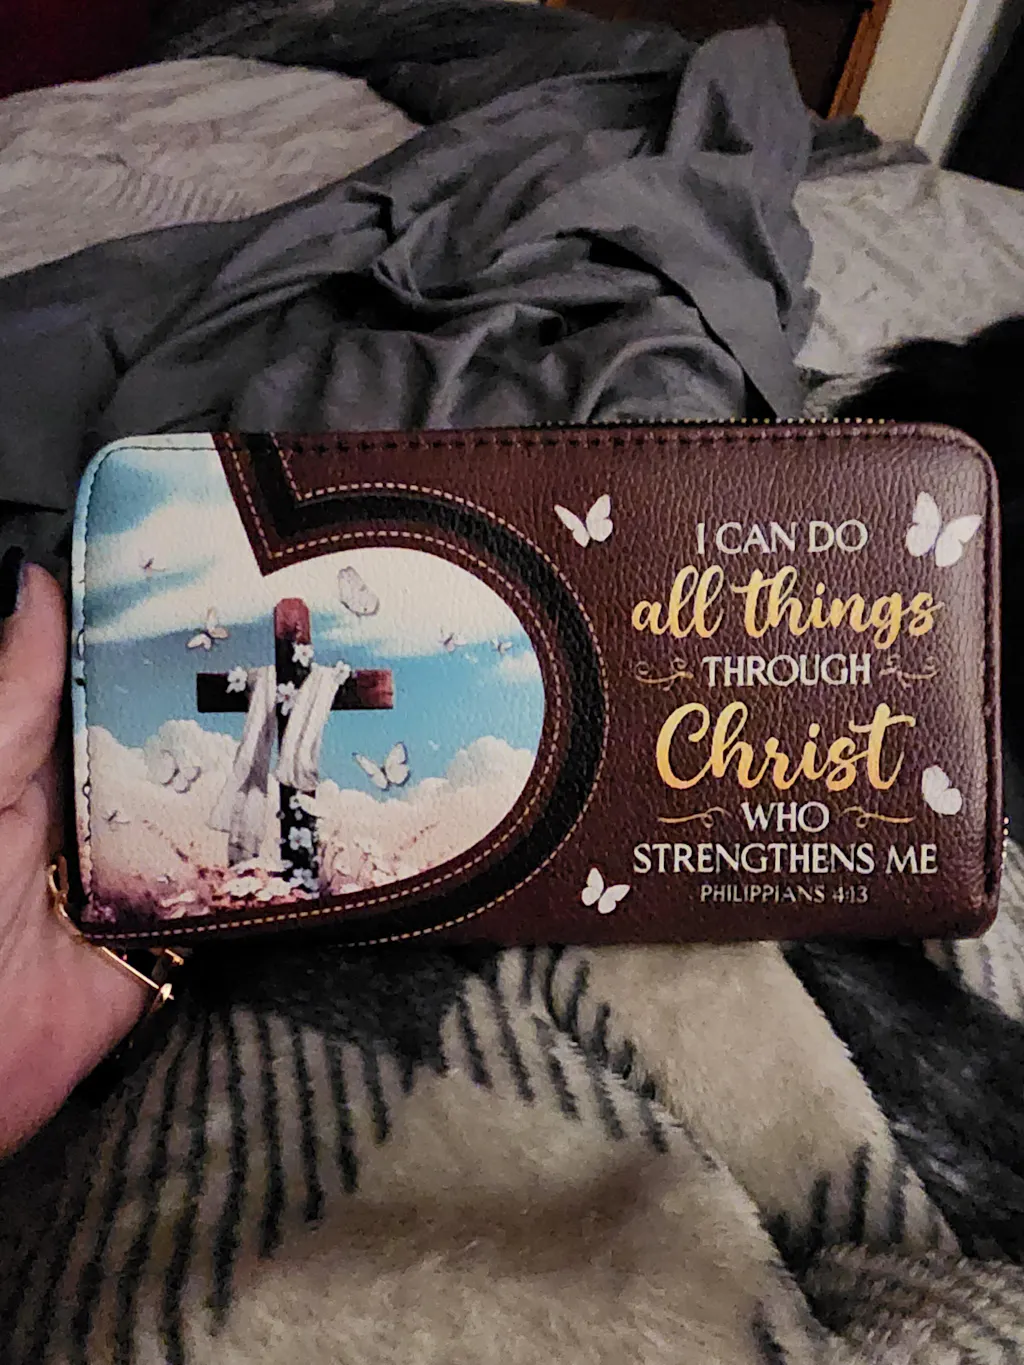 I CAN DO
all things
THROUGH
Christ
WHO
STRENGTHENS ME
PHILIPPIANS 4:13